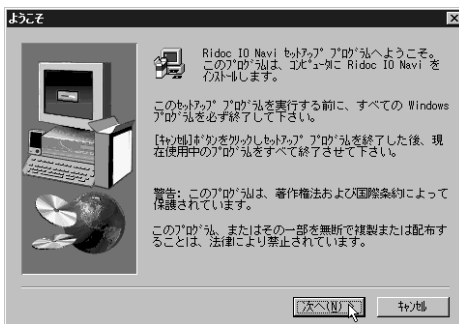 ようこそ
Ridoc IO Navi ｾｯﾄｱｯﾌﾟ ﾌﾟﾛｸﾞﾗﾑへようこそ。
このﾌﾟﾛｸﾞﾗﾑは、ｺﾝﾋﾟｭｰﾀに Ridoc IO Navi を
ｲﾝｽﾄｰﾙします。
このｾｯﾄｱｯﾌﾟ ﾌﾟﾛｸﾞﾗﾑを実行する前に、すべての Windows
ﾌﾟﾛｸﾞﾗﾑを必ず終了して下さい。
[ｷｬﾝｾﾙ]ﾎﾞﾀﾝをｸﾘｯｸしｾｯﾄｱｯﾌﾟ ﾌﾟﾛｸﾞﾗﾑを終了した後、現
在使用中のﾌﾟﾛｸﾞﾗﾑをすべて終了させて下さい。
警告: このﾌﾟﾛｸﾞﾗﾑは、著作権法および国際条約によって
保護されています。
このﾌﾟﾛｸﾞﾗﾑ、またはその一部を無断で複製または配布す
ることは、法律により禁止されています。
次へ(N) >
ｷｬﾝｾﾙ